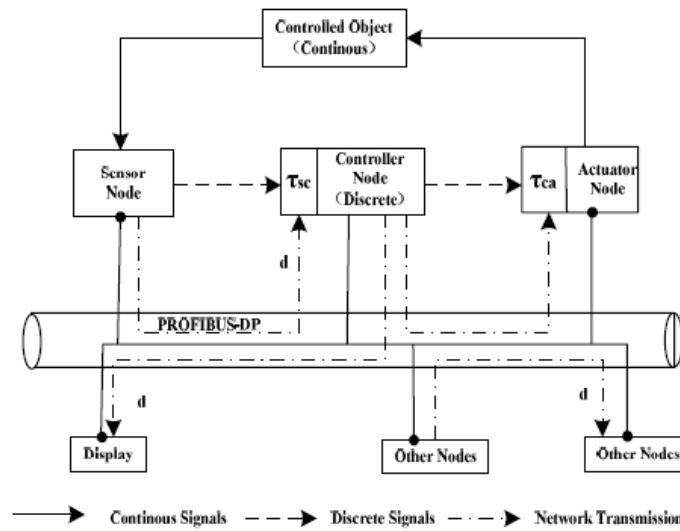 Controlled Object
(Continous)
Sensor
Node
τsc
Controller
Node
(Discrete)
τca
Actuator
Node
d
PROFIBUS-DP
d
d
Display
Other Nodes
Other Nodes
Continous Signals
Discrete Signals
Network Transmission